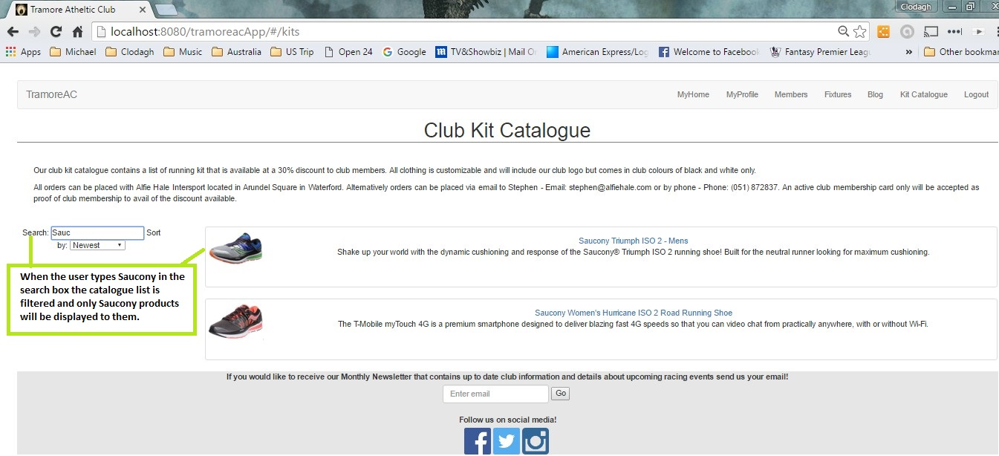 Tramore Atheltic Club
Clodagh
localhost:8080/tramoreacApp/#/kits
Apps Michael Clodagh Music Australia US Trip Open 24 Google TV&Showbiz | Mail American Express/Log Welcome to Facebook Fantasy Premier Leag » Other bookmar
TramoreAC MyHome MyProfile Members Fixtures Blog Kit Catalogue Logout
Club Kit Catalogue
Our club kit catalogue contains a list of running kit that is available at a 30% discount to club members. All clothing is customizable and will include our club logo but comes in club colours of black and white only.
All orders can be placed with Alfie Hale Intersport located in Arundel Square in Waterford. Alternatively orders can be placed via email to Stephen - Email: stephen@alfiehale.com or by phone - Phone: (051) 872837. An active club membership card only will be accepted as
proof of club membership to avail of the discount available.
Search: Sauc Sort
by: Newest
When the user types Saucony in the
search box the catalogue list is
filtered and only Saucony products
will be displayed to them.
Saucony Triumph ISO 2 - Mens
Shake up your world with the dynamic cushioning and response of the Saucony® Triumph ISO 2 running shoe! Built for the neutral runner looking for maximum cushioning.
Saucony Women's Hurricane ISO 2 Road Running Shoe
The T-Mobile myTouch 4G is a premium smartphone designed to deliver blazing fast 4G speeds so that you can video chat from practically anywhere, with or without Wi-Fi.
If you would like to receive our Monthly Newsletter that contains up to date club information and details about upcoming racing events send us your email!
Enter email Go
Follow us on social media!